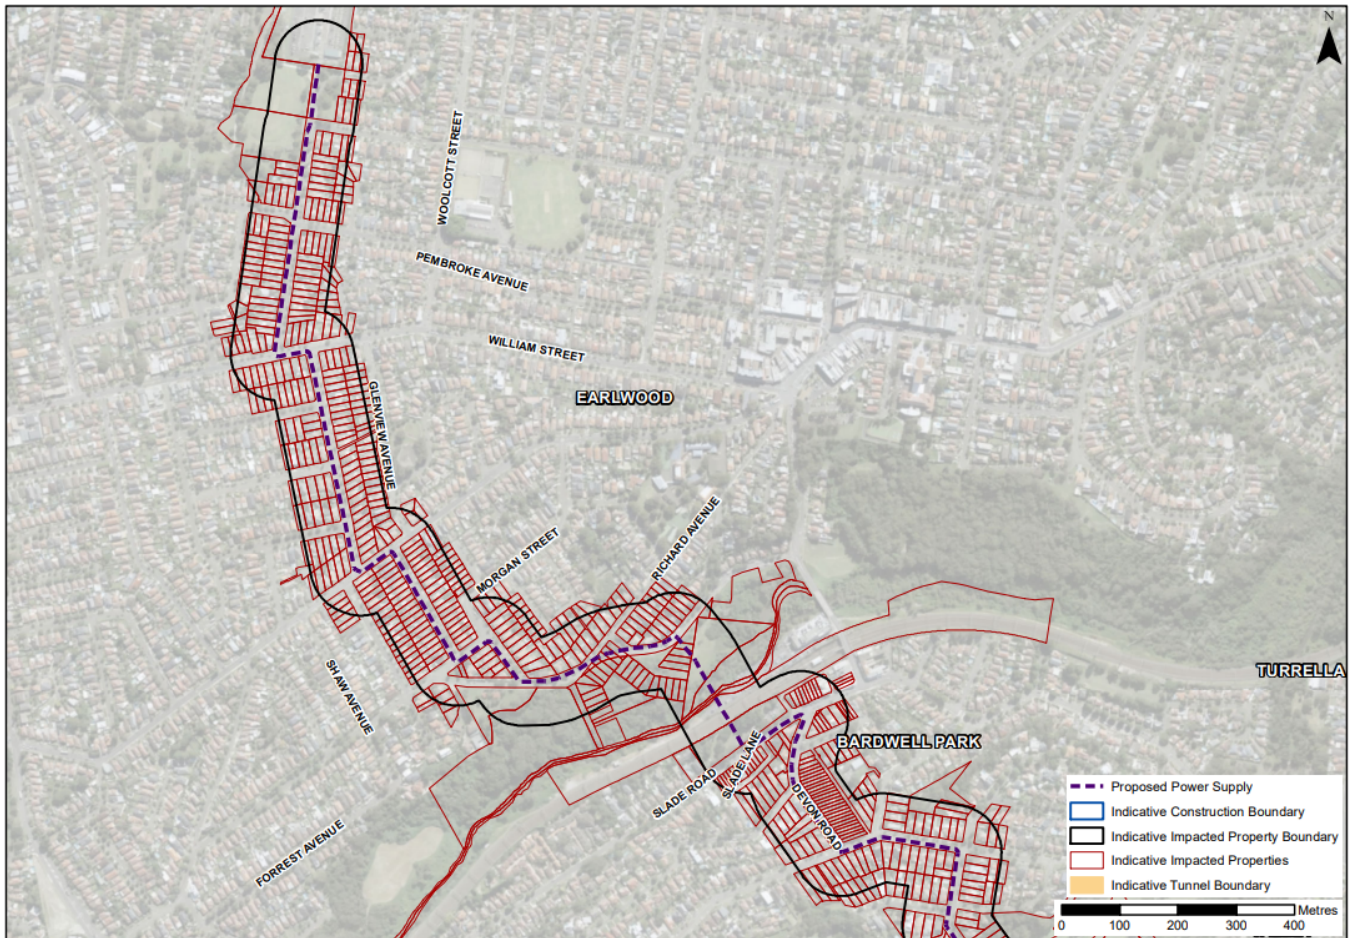 N
WOOLCOTT STREET
PEMBROKE AVENUE
WILLIAM STREET
EARLWOOD
GLENVIEW AVENUE
RICHARD AVENUE
MORGAN STREET
TURRELLA
SHAW AVENUE
BARDWELL PARK
SLADE LANE
SLADE ROAD
DEVON ROAD
FORREST AVENUE
Proposed Power Supply
Indicative Construction Boundary
Indicative Impacted Property Boundary
Indicative Impacted Properties
Indicative Tunnel Boundary
Metres
0 100 200 300 400